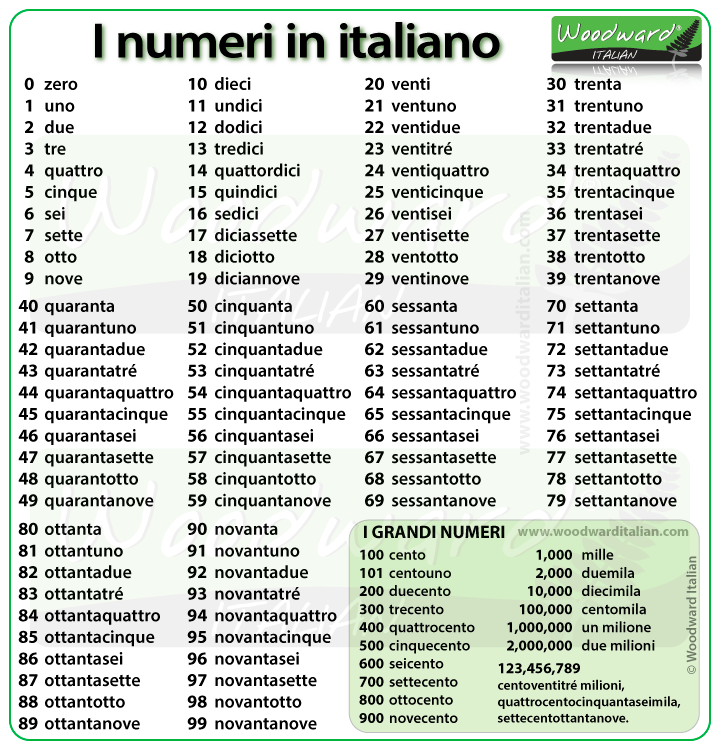 I numeri in italiano
Woodward®
ITALIAN
0 zero
1 uno
2 due
3 tre
4 quattro
5 cinque
6 sei
7 sette
8 otto
9 nove
10 dieci
11 undici
12 dodici
13 tredici
14 quattordici
15 quindici
16 sedici
17 diciassette
18 diciotto
19 diciannove
20 venti
21 ventuno
22 ventidue
23 ventitré
24 ventiquattro
25 venticinque
26 ventisei
27 ventisette
28 ventotto
29 ventinove
30 trenta
31 trentuno
32 trentadue
33 trentatré
34 trentaquattro
35 trentacinque
36 trentasei
37 trentasette
38 trentotto
39 trentanove
40 quaranta
41 quarantuno
42 quarantadue
43 quarantatré
44 quarantaquattro
45 quarantacinque
46 quarantasei
47 quarantasette
48 quarantotto
49 quarantanove
50 cinquanta
51 cinquantuno
52 cinquantadue
53 cinquantatré
54 cinquantaquattro
55 cinquantacinque
56 cinquantasei
57 cinquantasette
58 cinquantotto
59 cinquantanove
60 sessanta
61 sessantuno
62 sessantadue
63 sessantatré
64 sessantaquattro
65 sessantacinque
66 sessantasei
67 sessantasette
68 sessantotto
69 sessantanove
70 settanta
71 settantuno
72 settantadue
73 settantatré
74 settantaquattro
75 settantacinque
76 settantasei
77 settantasette
78 settantotto
79 settantanove
80 ottanta
81 ottantuno
82 ottantadue
83 ottantatré
84 ottantaquattro
85 ottantacinque
86 ottantasei
87 ottantasette
88 ottantotto
89 ottantanove
90 novanta
91 novantuno
92 novantadue
93 novantatré
94 novantaquattro
95 novantacinque
96 novantasei
97 novantasette
98 novantotto
99 novantanove
I GRANDI NUMERI www.woodwarditalian.com
100 cento
101 centouno
200 duecento
300 trecento
400 quattrocento
500 cinquecento
600 seicento
700 settecento
800 ottocento
900 novecento
1,000 mille
2,000 duemila
10,000 diecimila
100,000 centomila
1,000,000 un milione
2,000,000 due milioni
123,456,789
centoventitré milioni,
quattrocentocinquantaseimila,
settecentottantanove.
© Woodward Italian
www.woodwarditalian.com
Woodward
ITALIAN
Woodward
ITALIAN